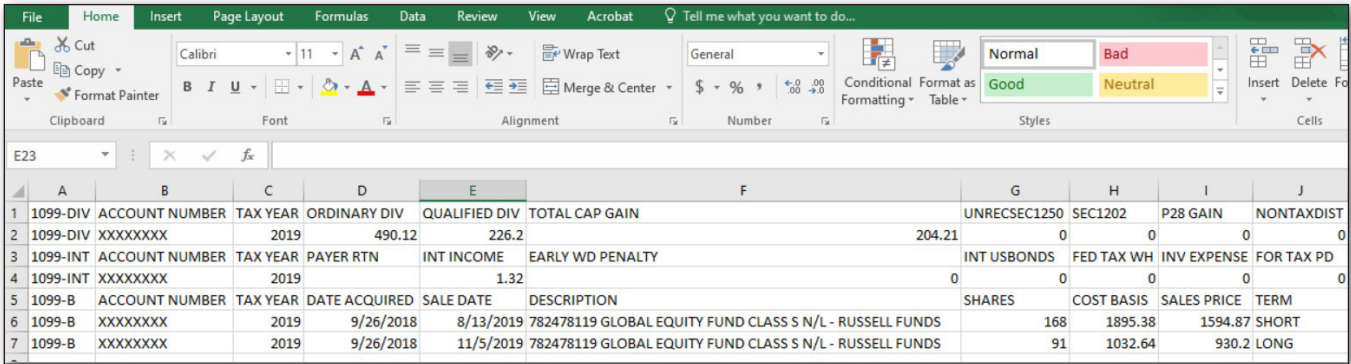 File Home Insert Page Layout Formulas Data Review View Acrobat Tell me what you want to do...
Paste Cut Copy Format Painter Clipboard
Calibri 11 A A B I U A Font
Wrap Text Merge & Center Alignment
General $ % , .0 .00 .00 .0 Number
Conditional Formatting Format as Table Normal Bad Good Neutral Styles
Insert Delete Fo Cells
E23 fx
A B C D E F G H I J
1 1099-DIV ACCOUNT NUMBER TAX YEAR ORDINARY DIV QUALIFIED DIV TOTAL CAP GAIN UNRECSEC1250 SEC1202 P28 GAIN NONTAXDIST
2 1099-DIV XXXXXXXX 2019 490.12 226.2 204.21 0 0 0 0
3 1099-INT ACCOUNT NUMBER TAX YEAR PAYER RTN INT INCOME EARLY WD PENALTY INT USBONDS FED TAX WH INV EXPENSE FOR TAX PD
4 1099-INT XXXXXXXX 2019 1.32 0 0 0 0 0
5 1099-B ACCOUNT NUMBER TAX YEAR DATE ACQUIRED SALE DATE DESCRIPTION SHARES COST BASIS SALES PRICE TERM
6 1099-B XXXXXXXX 2019 9/26/2018 8/13/2019 782478119 GLOBAL EQUITY FUND CLASS S N/L - RUSSELL FUNDS 168 1895.38 1594.87 SHORT
7 1099-B XXXXXXXX 2019 9/26/2018 11/5/2019 782478119 GLOBAL EQUITY FUND CLASS S N/L - RUSSELL FUNDS 91 1032.64 930.2 LONG